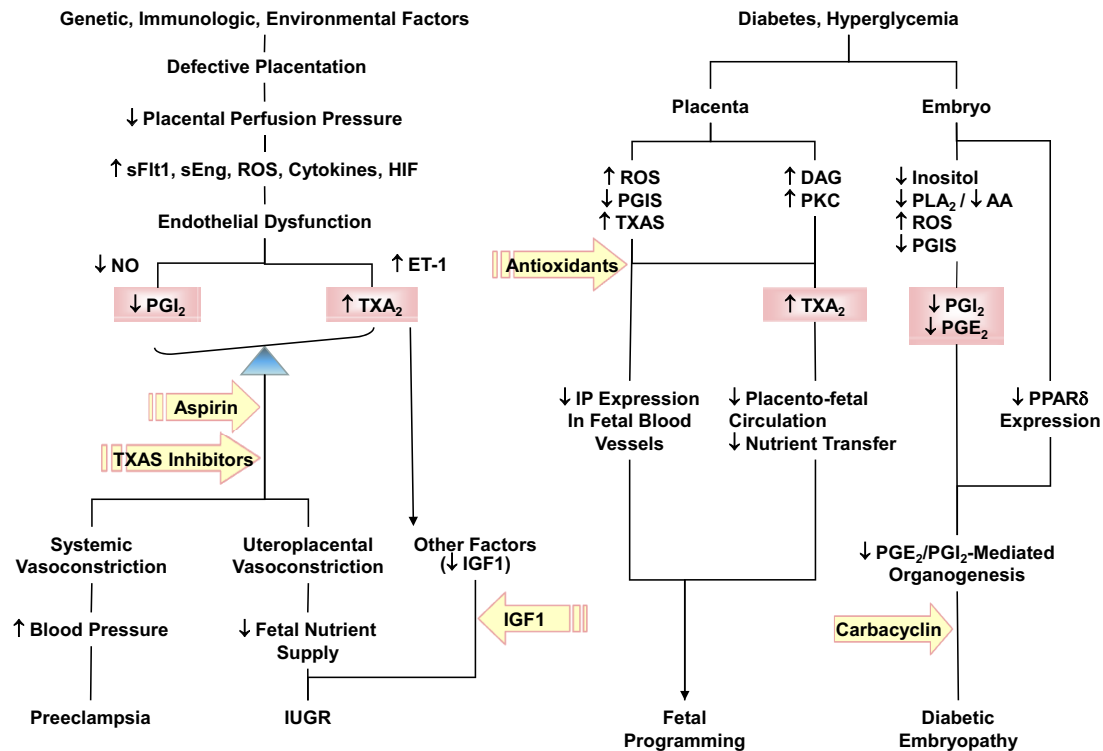 Genetic, Immunologic, Environmental Factors
Defective Placentation
↓ Placental Perfusion Pressure
↑ sFlt1, sEng, ROS, Cytokines, HIF
Endothelial Dysfunction
↓ NO
↑ ET-1
↓ PGI₂
↑ TXA₂
Aspirin
TXAS Inhibitors
Systemic
Vasoconstriction
Uteroplacental
Vasoconstriction
Other Factors
(↓ IGF1)
↑ Blood Pressure
↓ Fetal Nutrient
Supply
IGF1
Preeclampsia
IUGR
Diabetes, Hyperglycemia
Placenta
Embryo
↑ ROS
↓ PGIS
↑ TXAS
↑ DAG
↑ PKC
↓ Inositol
↓ PLA₂ / ↓ AA
↑ ROS
↓ PGIS
Antioxidants
↑ TXA₂
↓ PGI₂
↓ PGE₂
↓ IP Expression
In Fetal Blood
Vessels
↓ Placento-fetal
Circulation
↓ Nutrient Transfer
↓ PPARδ
Expression
↓ PGE₂/PGI₂-Mediated
Organogenesis
Carbacyclin
Fetal
Programming
Diabetic
Embryopathy